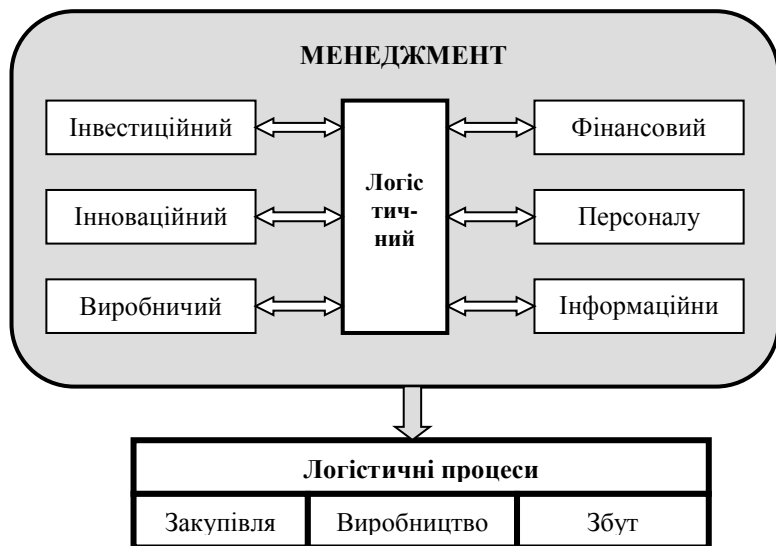 МЕНЕДЖМЕНТ
Інвестиційний
Фінансовий
Логіс
тич-
ний
Інноваційний
Персоналу
Виробничий
Інформаційни
Логістичні процеси
Закупівля
Виробництво
Збут